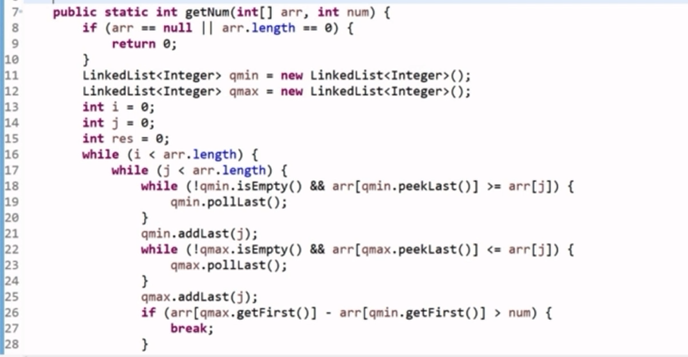 7 public static int getNum(int[] arr, int num) {
8 if (arr == null || arr.length == 0) {
9 return 0;
10 }
11 LinkedList<Integer> qmin = new LinkedList<Integer>();
12 LinkedList<Integer> qmax = new LinkedList<Integer>();
13 int i = 0;
14 int j = 0;
15 int res = 0;
16 while (i < arr.length) {
17 while (j < arr.length) {
18 while (!qmin.isEmpty() && arr[qmin.peekLast()] >= arr[j]) {
19 qmin.pollLast();
20 }
21 qmin.addLast(j);
22 while (!qmax.isEmpty() && arr[qmax.peekLast()] <= arr[j]) {
23 qmax.pollLast();
24 }
25 qmax.addLast(j);
26 if (arr[qmax.getFirst()] - arr[qmin.getFirst()] > num) {
27 break;
28 }